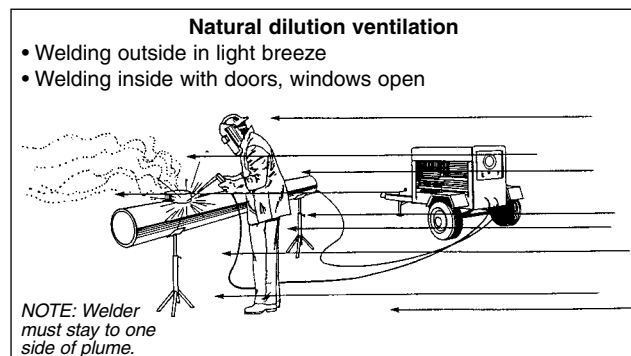 Natural dilution ventilation
• Welding outside in light breeze
• Welding inside with doors, windows open
NOTE: Welder
must stay to one
side of plume.